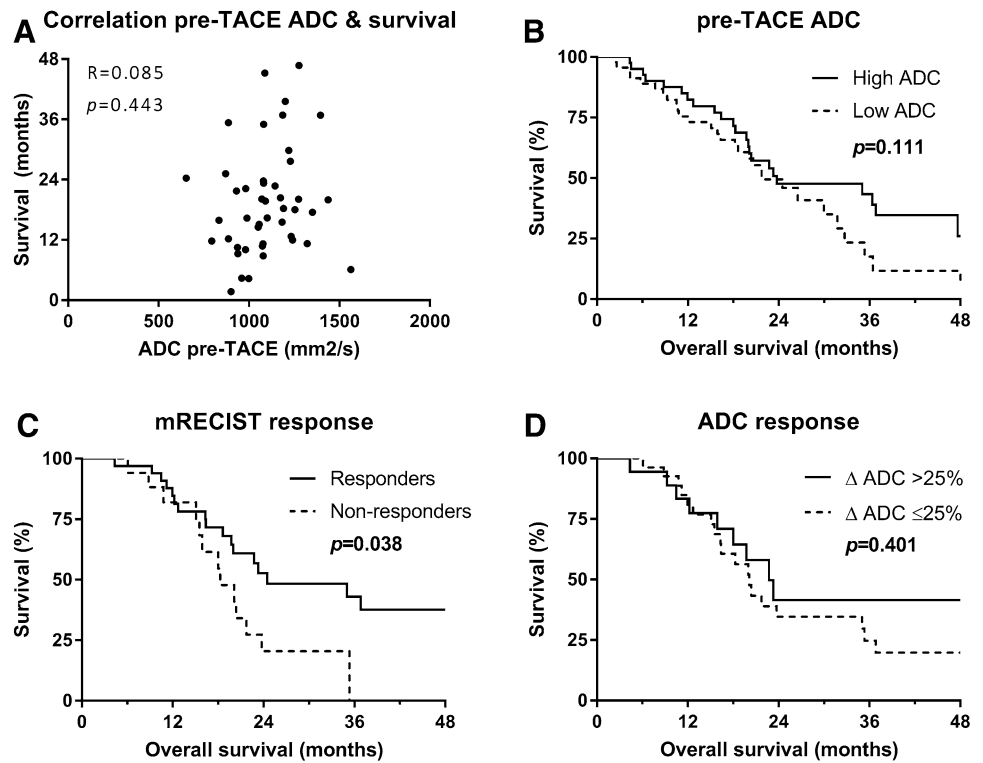 A
Correlation pre-TACE ADC & survival
R=0.085
p=0.443
48
36
24
12
0
Survival (months)
0 500 1000 1500 2000
ADC pre-TACE (mm2/s)
B
pre-TACE ADC
High ADC
Low ADC
p=0.111
100
75
50
25
0
Survival (%)
0 12 24 36 48
Overall survival (months)
C
mRECIST response
Responders
Non-responders
p=0.038
100
75
50
25
0
Survival (%)
0 12 24 36 48
Overall survival (months)
D
ADC response
Δ ADC >25%
Δ ADC ≤25%
p=0.401
100
75
50
25
0
Survival (%)
0 12 24 36 48
Overall survival (months)